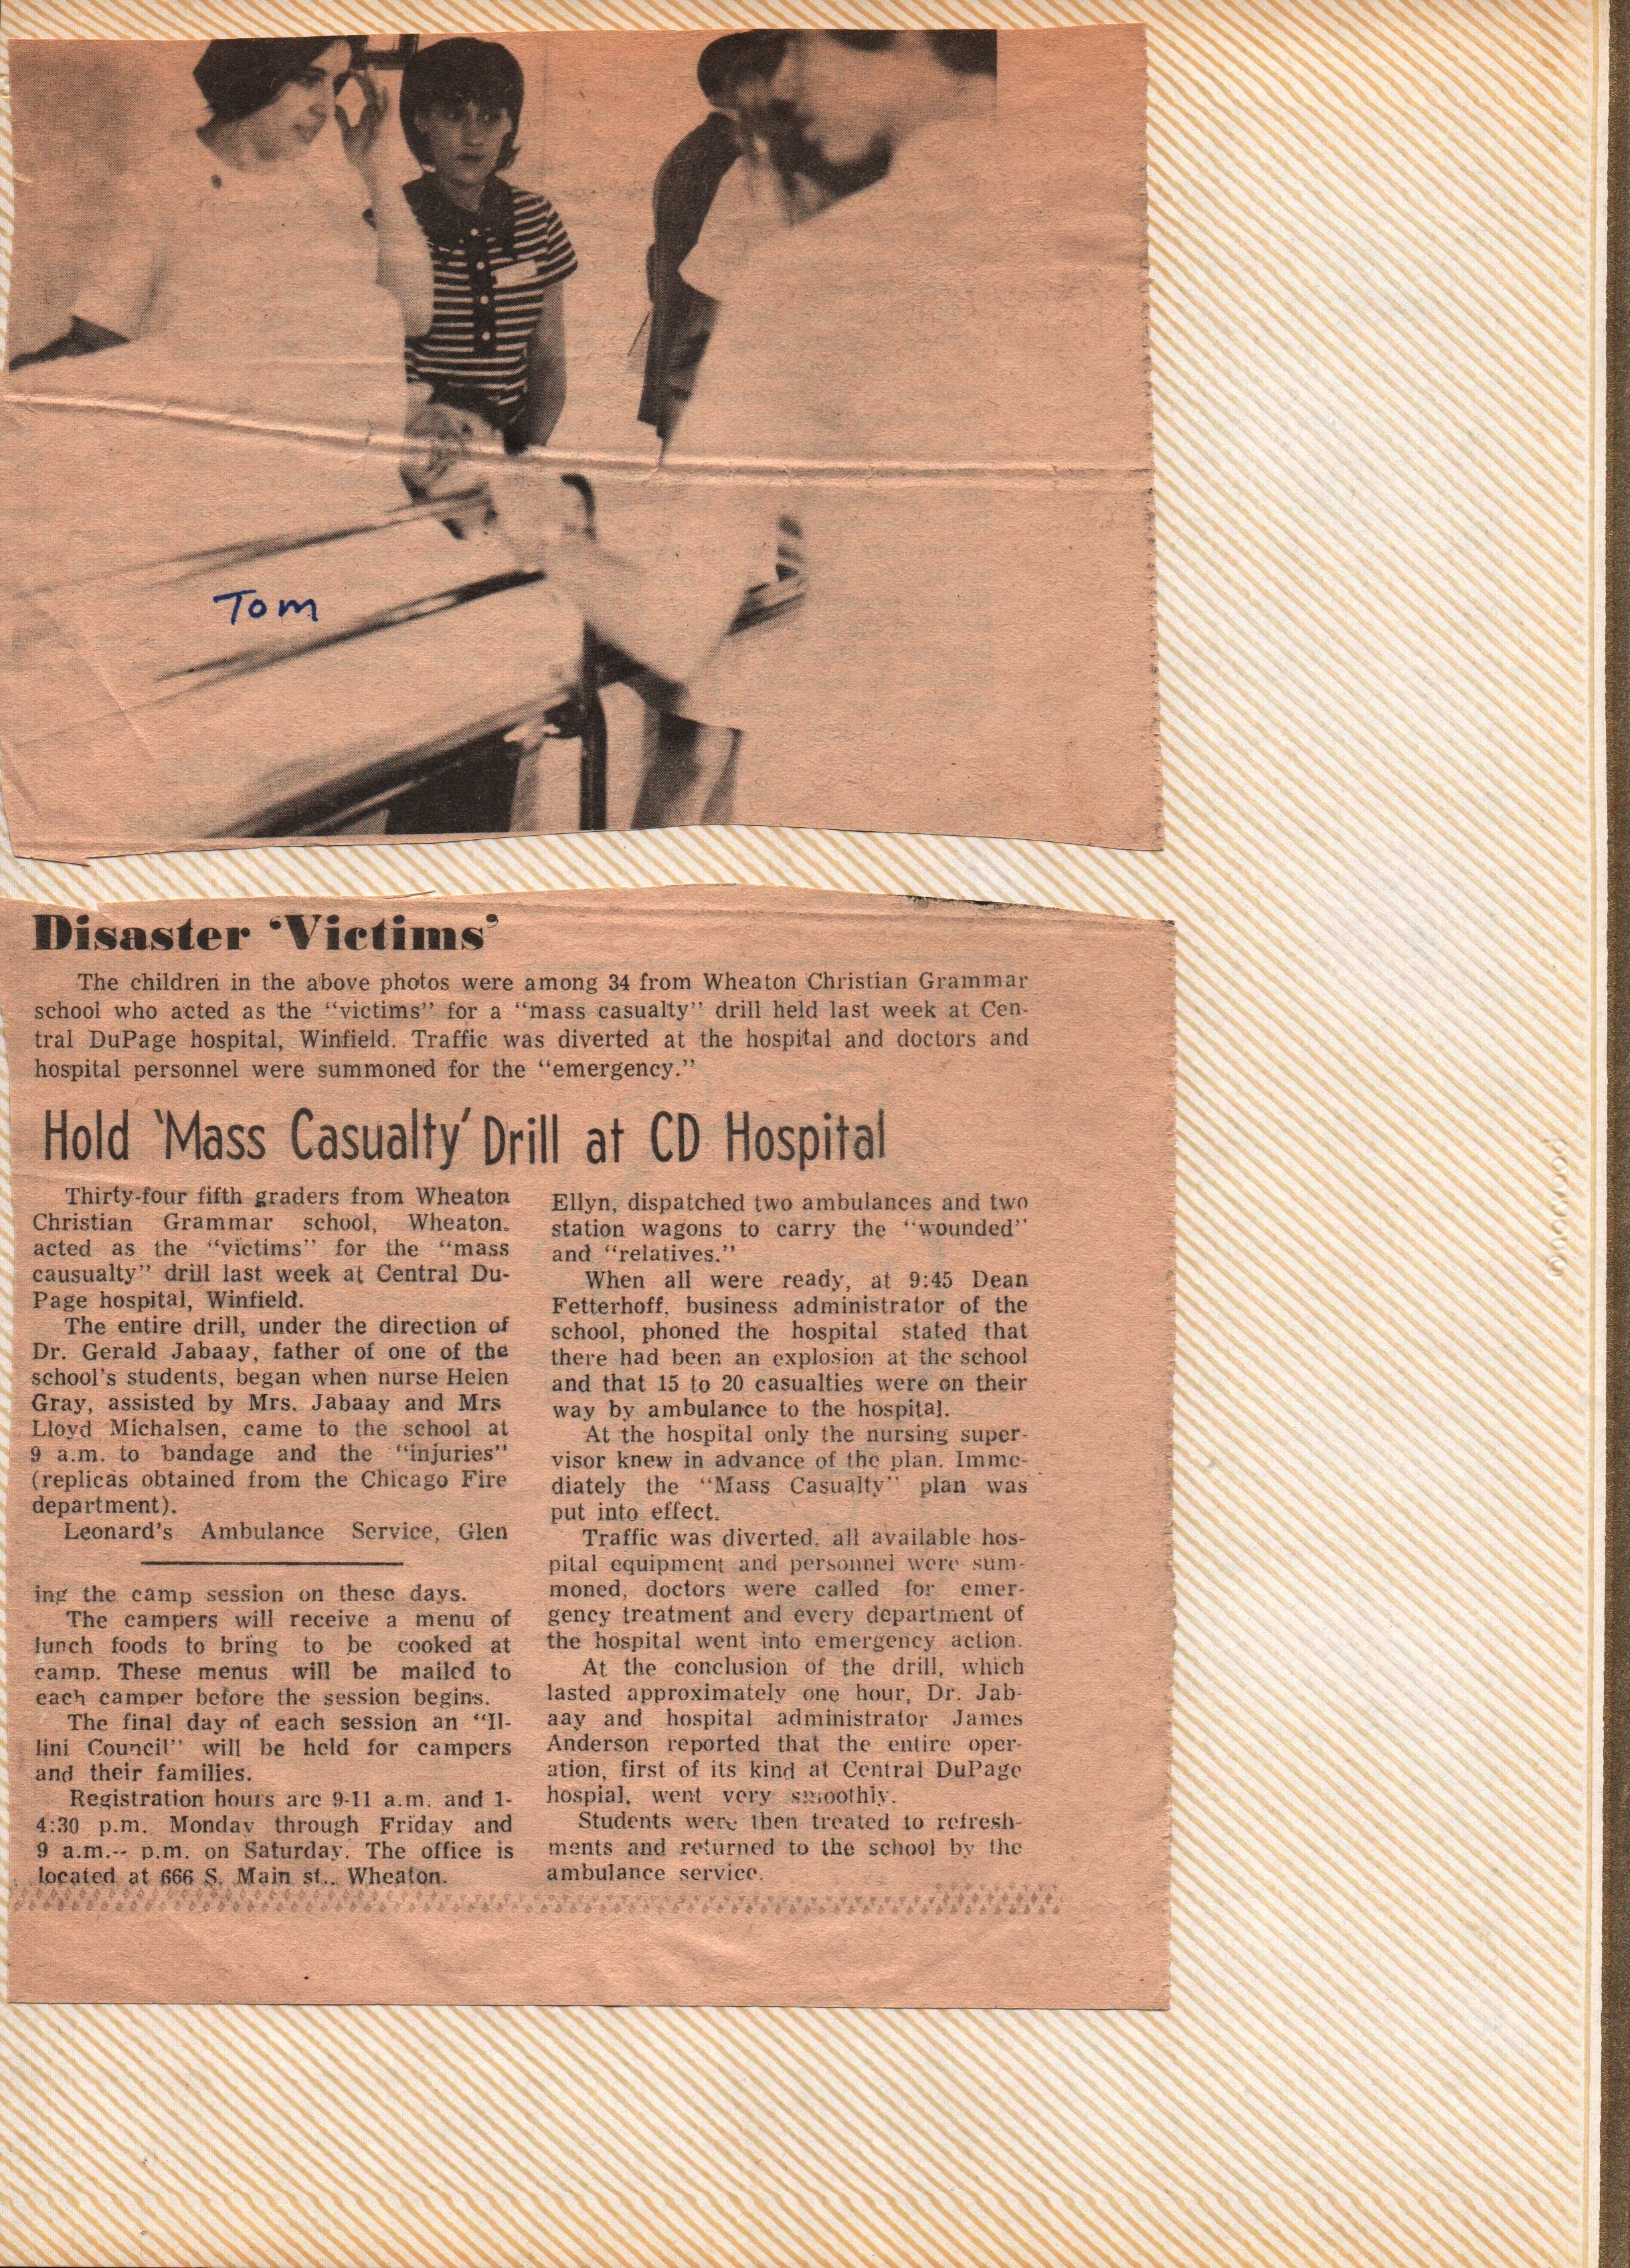 Tom
Disaster ‘Victims’
The children in the above photos were among 34 from Wheaton Christian Grammar
school who acted as the “victims” for a “mass casualty” drill held last week at Cen-
tral DuPage hospital, Winfield. Traffic was diverted at the hospital and doctors and
hospital personnel were summoned for the “emergency.”
Hold ‘Mass Casualty’ Drill at CD Hospital
Thirty-four fifth graders from Wheaton
Christian Grammar school, Wheaton.
acted as the “victims” for the “mass
causualty” drill last week at Central Du-
Page hospital, Winfield.
The entire drill, under the direction of
Dr. Gerald Jabaay, father of one of the
school's students, began when nurse Helen
Gray, assisted by Mrs. Jabaay and Mrs
Lloyd Michalsen, came to the school at
9 a.m. to bandage and the “injuries”
(replicas obtained from the Chicago Fire
department).
Leonard's Ambulance Service, Glen
ing the camp session on these days.
The campers will receive a menu of
lunch foods to bring to be cooked at
camp. These menus will be mailed to
each camper before the session begins.
The final day of each session an “Il-
lini Council” will be held for campers
and their families.
Registration hours are 9-11 a.m. and 1-
4:30 p.m. Monday through Friday and
9 a.m.-- p.m. on Saturday. The office is
located at 666 S. Main st.. Wheaton.
Ellyn, dispatched two ambulances and two
station wagons to carry the “wounded”
and “relatives.”
When all were ready, at 9:45 Dean
Fetterhoff, business administrator of the
school, phoned the hospital stated that
there had been an explosion at the school
and that 15 to 20 casualties were on their
way by ambulance to the hospital.
At the hospital only the nursing super-
visor knew in advance of the plan. Imme-
diately the “Mass Casualty” plan was
put into effect.
Traffic was diverted, all available hos-
pital equipment and personnel were sum-
moned, doctors were called for emer-
gency treatment and every department of
the hospital went into emergency action.
At the conclusion of the drill, which
lasted approximately one hour, Dr. Jab-
aay and hospital administrator James
Anderson reported that the entire oper-
ation, first of its kind at Central DuPage
hospial, went very smoothly.
Students were then treated to refresh-
ments and returned to the school by the
ambulance service.